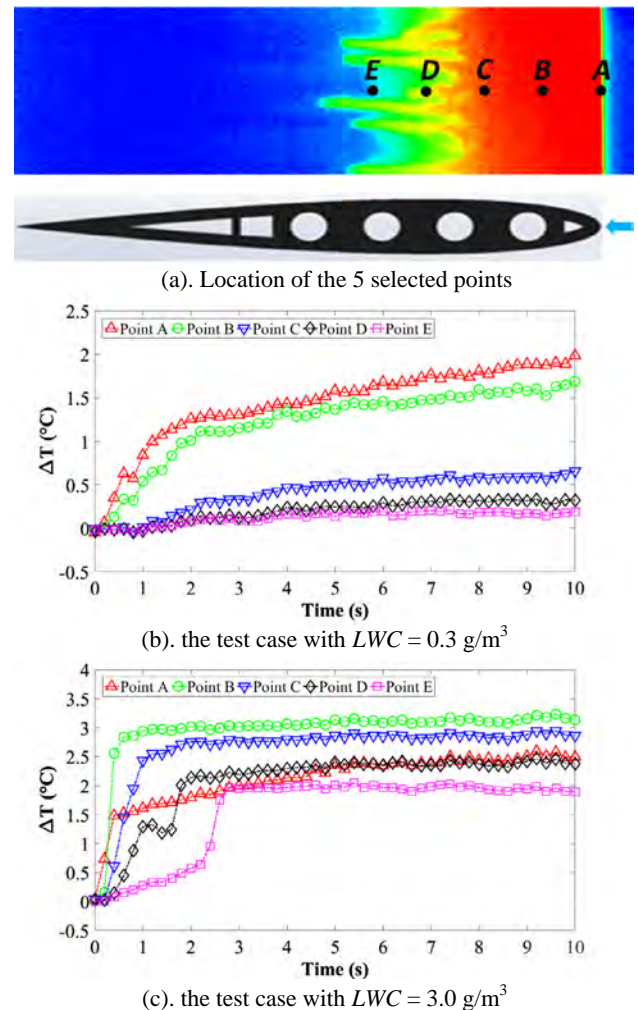 E D C B A
(a). Location of the 5 selected points
2.5
2
1.5
1
0.5
0
-0.5
ΔT (°C)
Point A Point B Point C Point D Point E
0 1 2 3 4 5 6 7 8 9 10
Time (s)
(b). the test case with LWC = 0.3 g/m³
4
3.5
3
2.5
2
1.5
1
0.5
0
-0.5
ΔT (°C)
Point A Point B Point C Point D Point E
0 1 2 3 4 5 6 7 8 9 10
Time (s)
(c). the test case with LWC = 3.0 g/m³